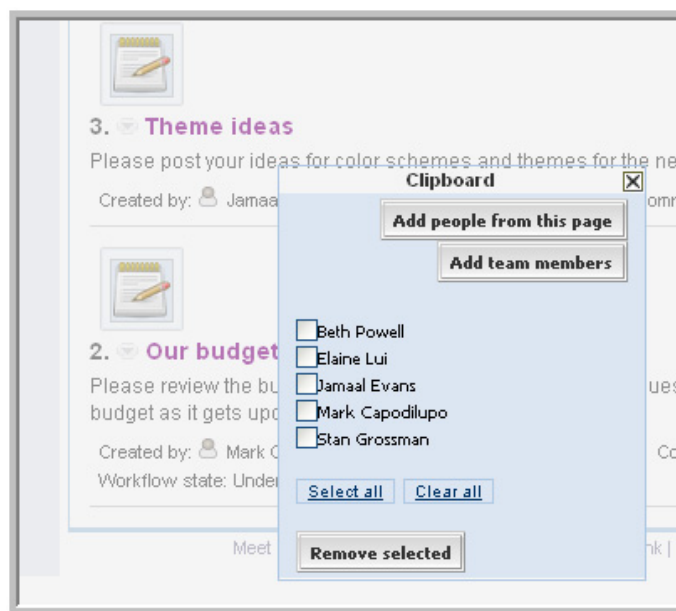 3. Theme ideas
Please post your ideas for color schemes and themes for the ne
Clipboard
Created by: Jamaa
Add people from this page
Add team members
Beth Powell
Elaine Lui
2. Our budget
Jamaal Evans
Please review the bu
Mark Capodilupo
budget as it gets
Stan Grossman
Created by: Mark C
Co
Workflow state: Under
Select all Clear all
Meet
Remove selected